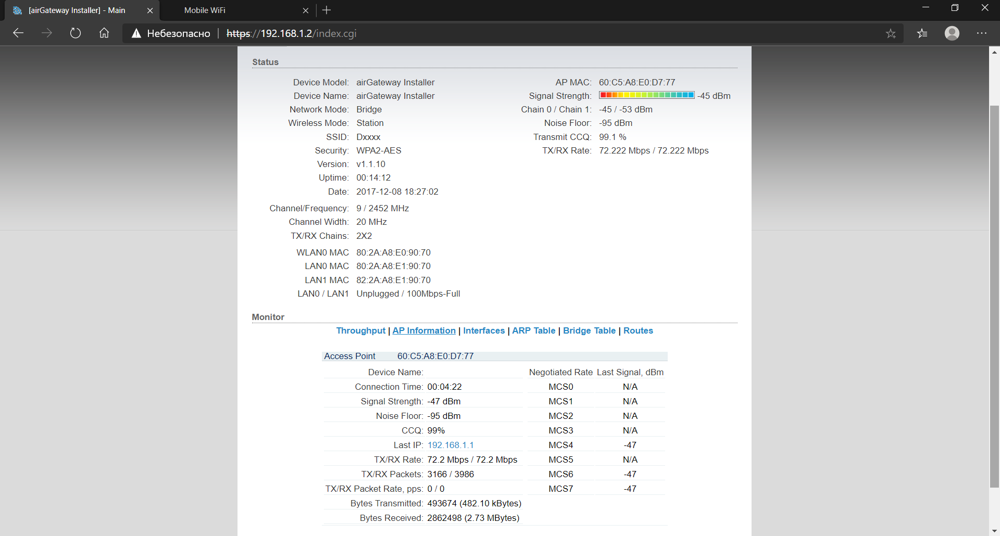 [airGateway Installer] - Main
Mobile WiFi
Небезопасно | https://192.168.1.2/index.cgi
Status
Device Model: airGateway Installer
Device Name: airGateway Installer
Network Mode: Bridge
Wireless Mode: Station
SSID: Dxxxx
Security: WPA2-AES
Version: v1.1.10
Uptime: 00:14:12
Date: 2017-12-08 18:27:02
Channel/Frequency: 9 / 2452 MHz
Channel Width: 20 MHz
TX/RX Chains: 2X2
WLAN0 MAC 80:2A:A8:E0:90:70
LAN0 MAC 80:2A:A8:E1:90:70
LAN1 MAC 82:2A:A8:E1:90:70
LAN0 / LAN1 Unplugged / 100Mbps-Full
AP MAC: 60:C5:A8:E0:D7:77
Signal Strength: -45 dBm
Chain 0 / Chain 1: -45 / -53 dBm
Noise Floor: -95 dBm
Transmit CCQ: 99.1 %
TX/RX Rate: 72.222 Mbps / 72.222 Mbps
Monitor
Throughput | AP Information | Interfaces | ARP Table | Bridge Table | Routes
Access Point 60:C5:A8:E0:D7:77
Device Name:
Connection Time: 00:04:22
Signal Strength: -47 dBm
Noise Floor: -95 dBm
CCQ: 99%
Last IP: 192.168.1.1
TX/RX Rate: 72.2 Mbps / 72.2 Mbps
TX/RX Packets: 3166 / 3986
TX/RX Packet Rate, pps: 0 / 0
Bytes Transmitted: 493674 (482.10 kBytes)
Bytes Received: 2862498 (2.73 MBytes)
Negotiated Rate Last Signal, dBm
MCS0 N/A
MCS1 N/A
MCS2 N/A
MCS3 N/A
MCS4 -47
MCS5 N/A
MCS6 -47
MCS7 -47